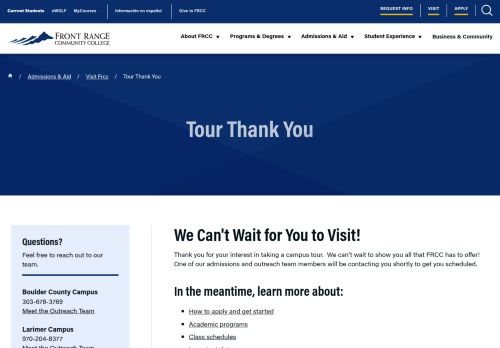 Current Students eWOLF MyCourses Información en español Give to FRCC REQUEST INFO VISIT APPLY
FRONT RANGE
COMMUNITY COLLEGE
About FRCC Programs & Degrees Admissions & Aid Student Experience Business & Community
/ Admissions & Aid / Visit Frcc / Tour Thank You
Tour Thank You
Questions?
Feel free to reach out to our
team.
Boulder County Campus
303-678-3769
Meet the Outreach Team
Larimer Campus
970-204-8377
Meet the Outreach Team
We Can't Wait for You to Visit!
Thank you for your interest in taking a campus tour. We can't wait to show you all that FRCC has to offer!
One of our admissions and outreach team members will be contacting you shortly to get you scheduled.
In the meantime, learn more about:
How to apply and get started
Academic programs
Class schedules